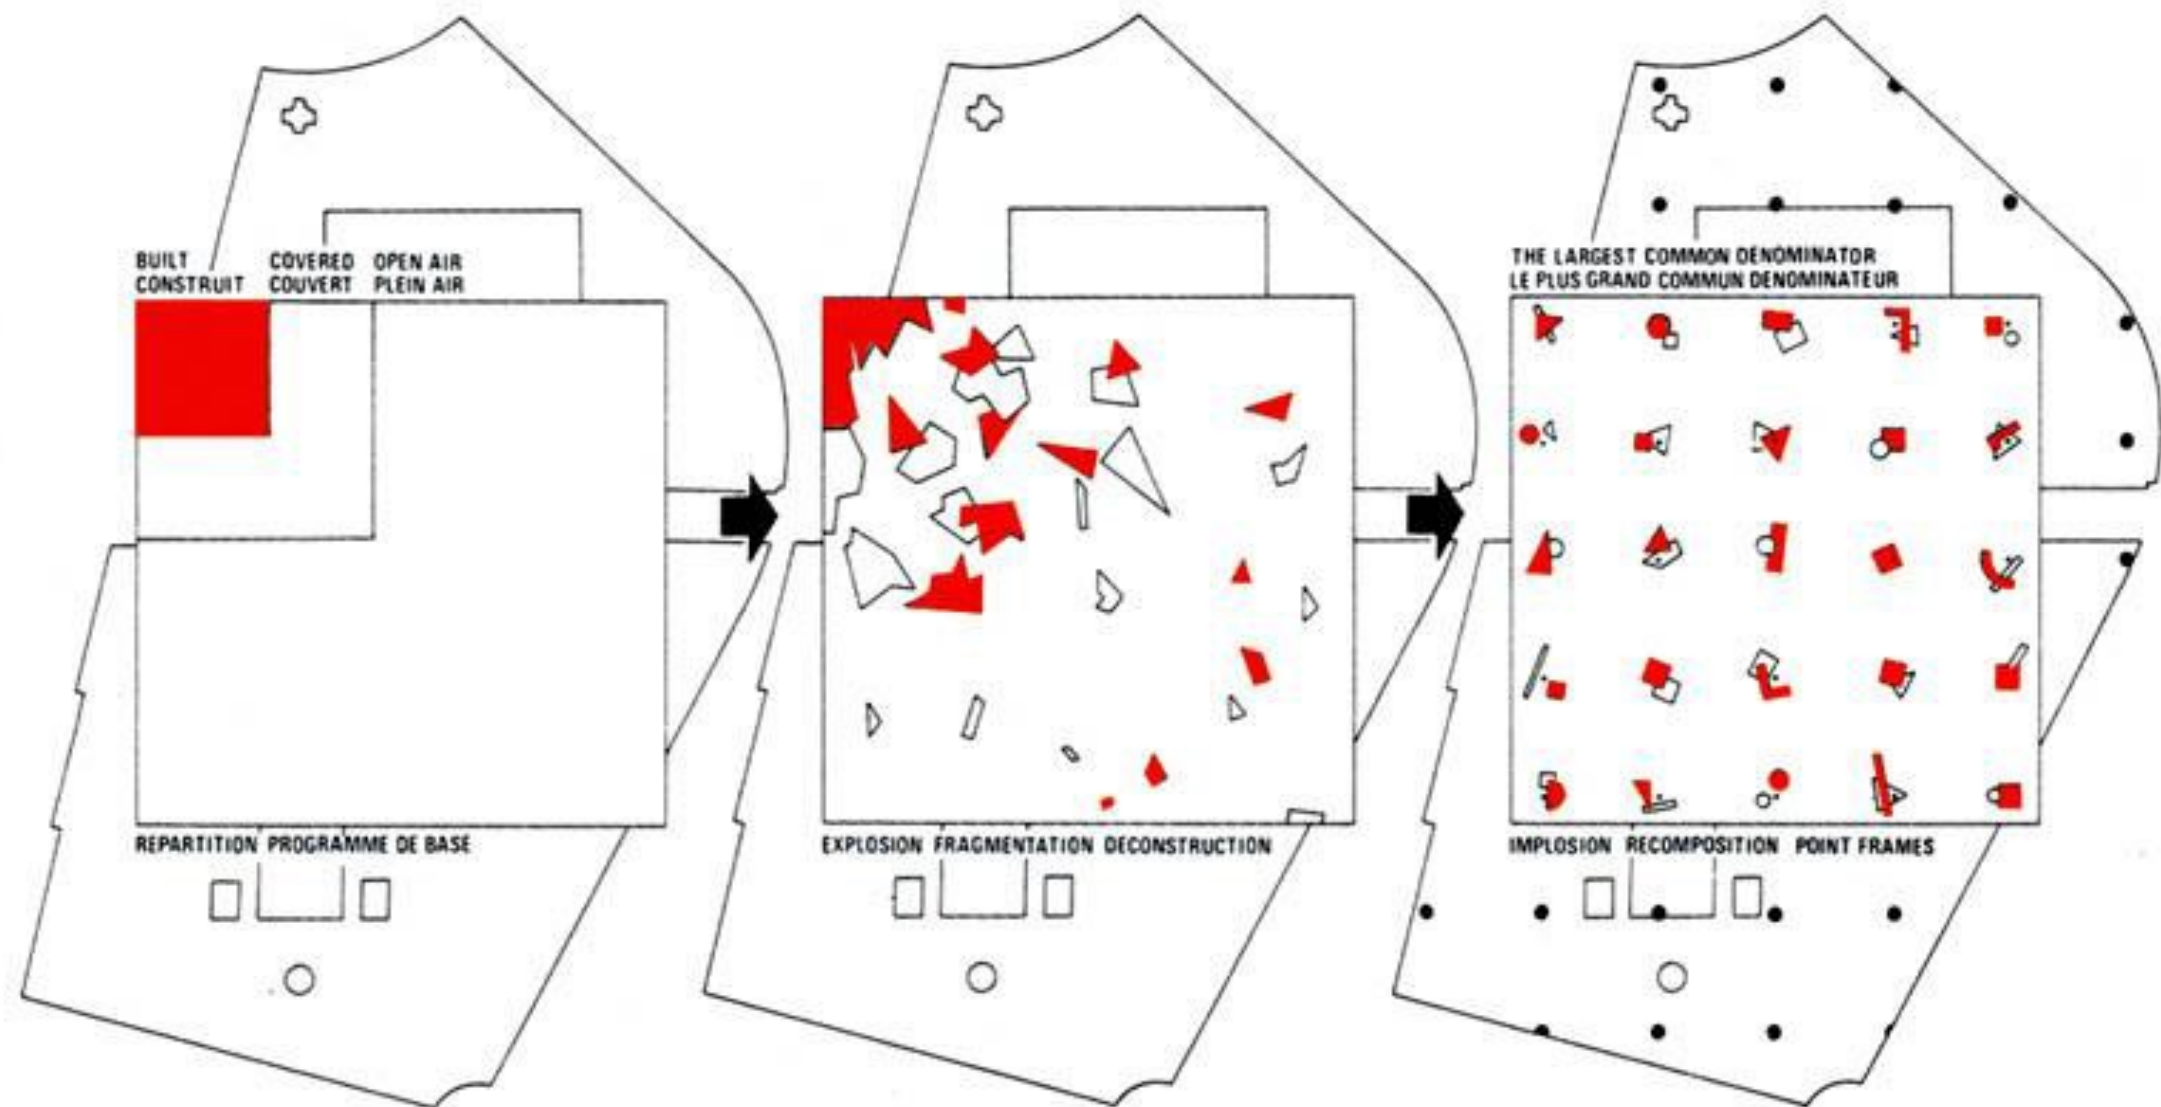 BUILT COVERED OPEN AIR
CONSTRUIT COUVERT PLEIN AIR
REPARTITION PROGRAMME DE BASE
EXPLOSION FRAGMENTATION DECONSTRUCTION
THE LARGEST COMMON DENOMINATOR
LE PLUS GRAND COMMUN DENOMINATEUR
IMPLOSION RECOMPOSITION POINT FRAMES